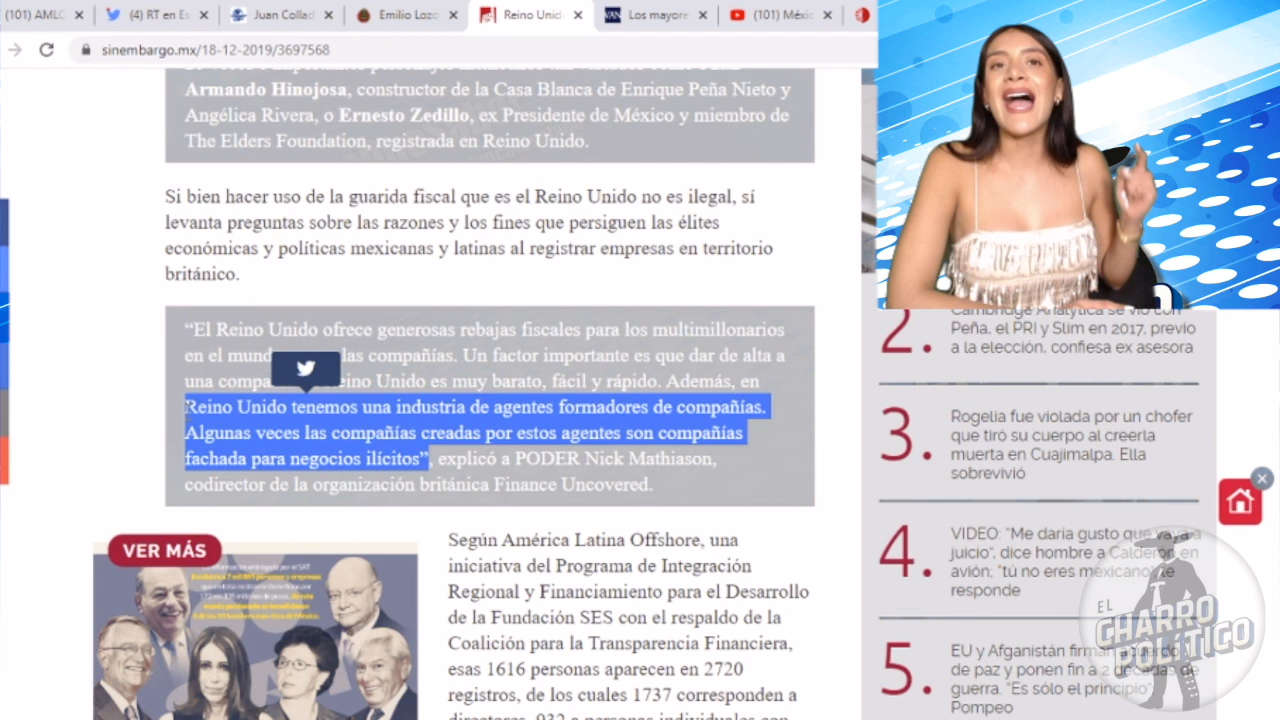 (101) AMLC
(4) RT en Es
Juan Collad
Emilio Lozo
Reino Unid
Los mayore
(101) Méxic
sinembargo.mx/18-12-2019/3697568
Armando Hinojosa, constructor de la Casa Blanca de Enrique Peña Nieto y
Angélica Rivera, o Ernesto Zedillo, ex Presidente de México y miembro de
The Elders Foundation, registrada en Reino Unido.
Si bien hacer uso de la guarida fiscal que es el Reino Unido no es ilegal, sí
levanta preguntas sobre las razones y los fines que persiguen las élites
económicas y políticas mexicanas y latinas al registrar empresas en territorio
británico.
“El Reino Unido ofrece generosas rebajas fiscales para los multimillonarios
en el mund las compañías. Un factor importante es que dar de alta a
una compa eino Unido es muy barato, fácil y rápido. Además, en
Reino Unido tenemos una industria de agentes formadores de compañías.
Algunas veces las compañías creadas por estos agentes son compañías
fachada para negocios ilícitos”, explicó a PODER Nick Mathiason,
codirector de la organización británica Finance Uncovered.
VER MÁS
Según América Latina Offshore, una
iniciativa del Programa de Integración
Regional y Financiamiento para el Desarrollo
de la Fundación SES con el respaldo de la
Coalición para la Transparencia Financiera,
esas 1616 personas aparecen en 2720
registros, de los cuales 1737 corresponden a
directores, 932 a personas individuales con
2.
Cambridge Analytica se vio con
Peña, el PRI y Slim en 2017, previo
a la elección, confiesa ex asesora
3.
Rogelia fue violada por un chofer
que tiró su cuerpo al creerla
muerta en Cuajimalpa. Ella
sobrevivió
4.
VIDEO: “Me daría gusto que vaya a
juicio”, dice hombre a Calderón en
avión; “tú no eres mexicano”, le
responde
5.
EU y Afganistán firman acuerdo
de paz y ponen fin a 2 décadas de
guerra. “Es sólo el principio”:
Pompeo
EL
CHARRO
POLÍTICO